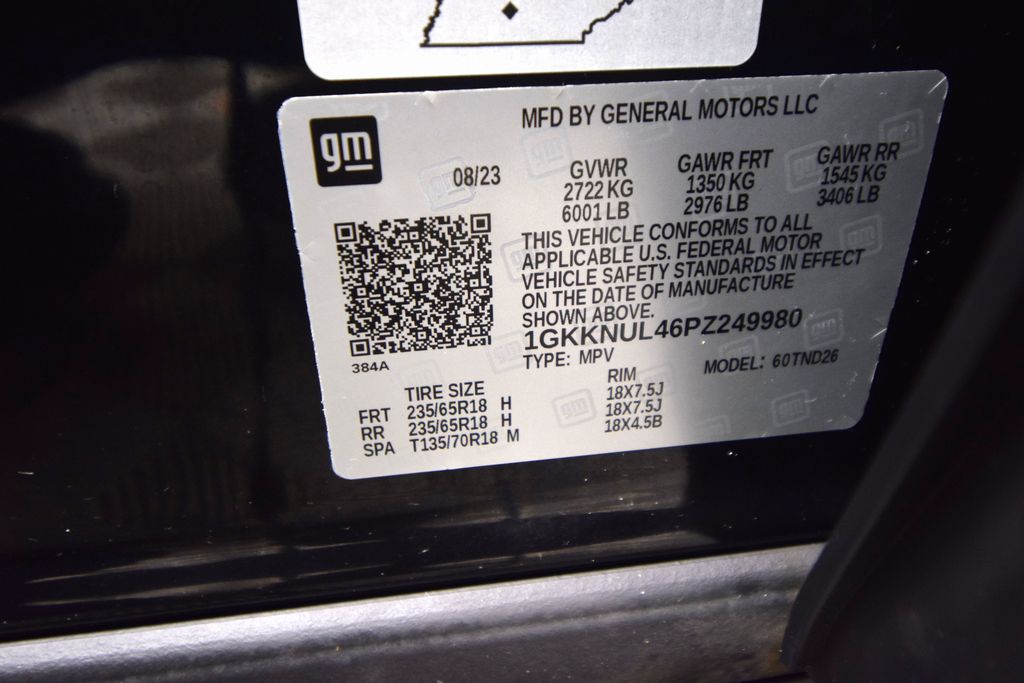 gm
MFD BY GENERAL MOTORS LLC
08/23
GVWR GAWR FRT GAWR RR
2722 KG 1350 KG 1545 KG
6001 LB 2976 LB 3406 LB
THIS VEHICLE CONFORMS TO ALL
APPLICABLE U.S. FEDERAL MOTOR
VEHICLE SAFETY STANDARDS IN EFFECT
ON THE DATE OF MANUFACTURE
SHOWN ABOVE.
1GKKNUL46PZ249980
TYPE: MPV MODEL: 60TND26
384A
TIRE SIZE RIM
FRT 235/65R18 H 18X7.5J
RR 235/65R18 H 18X7.5J
SPA T135/70R18 M 18X4.5B